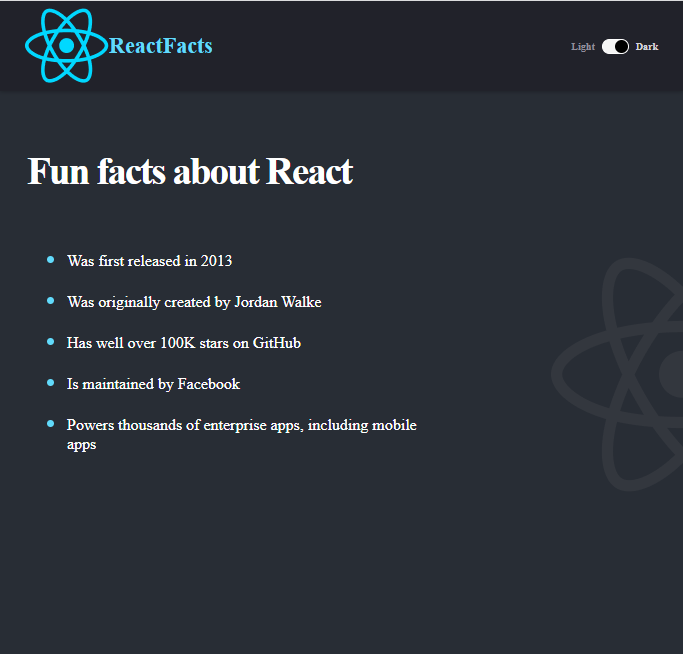 ReactFacts
Light Dark
Fun facts about React
Was first released in 2013
Was originally created by Jordan Walke
Has well over 100K stars on GitHub
Is maintained by Facebook
Powers thousands of enterprise apps, including mobile
apps